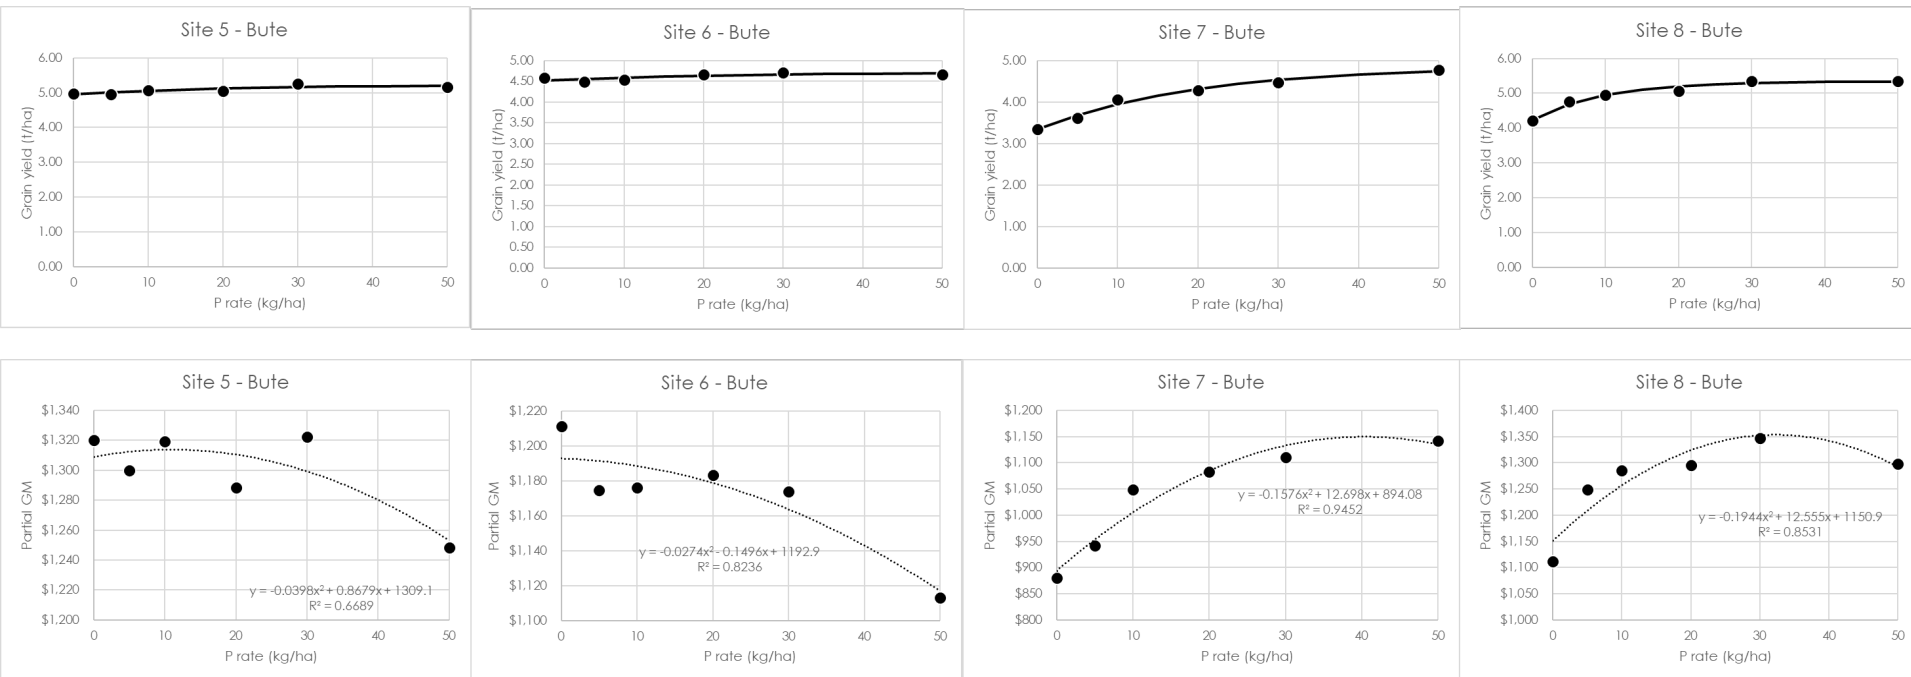 Site 5 - Bute
6.00
5.00
4.00
3.00
2.00
1.00
0.00
Grain yield (t/ha)
0 10 20 30 40 50
P rate (kg/ha)
Site 6 - Bute
5.00
4.50
4.00
3.50
3.00
2.50
2.00
1.50
1.00
0.50
0.00
Grain yield (t/ha)
0 10 20 30 40 50
P rate (kg/ha)
Site 7 - Bute
5.00
4.00
3.00
2.00
1.00
0.00
Grain yield (t/ha)
0 10 20 30 40 50
P rate (kg/ha)
Site 8 - Bute
6.00
5.00
4.00
3.00
2.00
1.00
0.00
Grain yield (t/ha)
0 10 20 30 40 50
P rate (kg/ha)
Site 5 - Bute
$1,340
$1,320
$1,300
$1,280
$1,260
$1,240
$1,220
$1,200
Partial GM
y = -0.0398x² + 0.8679x + 1309.1
R² = 0.6689
0 10 20 30 40 50
P rate (kg/ha)
Site 6 - Bute
$1,220
$1,200
$1,180
$1,160
$1,140
$1,120
$1,100
Partial GM
y = -0.0274x² - 0.1496x + 1192.9
R² = 0.8236
0 10 20 30 40 50
P rate (kg/ha)
Site 7 - Bute
$1,200
$1,150
$1,100
$1,050
$1,000
$950
$900
$850
$800
Partial GM
y = -0.1576x² + 12.698x + 894.08
R² = 0.9452
0 10 20 30 40 50
P rate (kg/ha)
Site 8 - Bute
$1,400
$1,350
$1,300
$1,250
$1,200
$1,150
$1,100
$1,050
$1,000
Partial GM
y = -0.1944x² + 12.555x + 1150.9
R² = 0.8531
0 10 20 30 40 50
P rate (kg/ha)